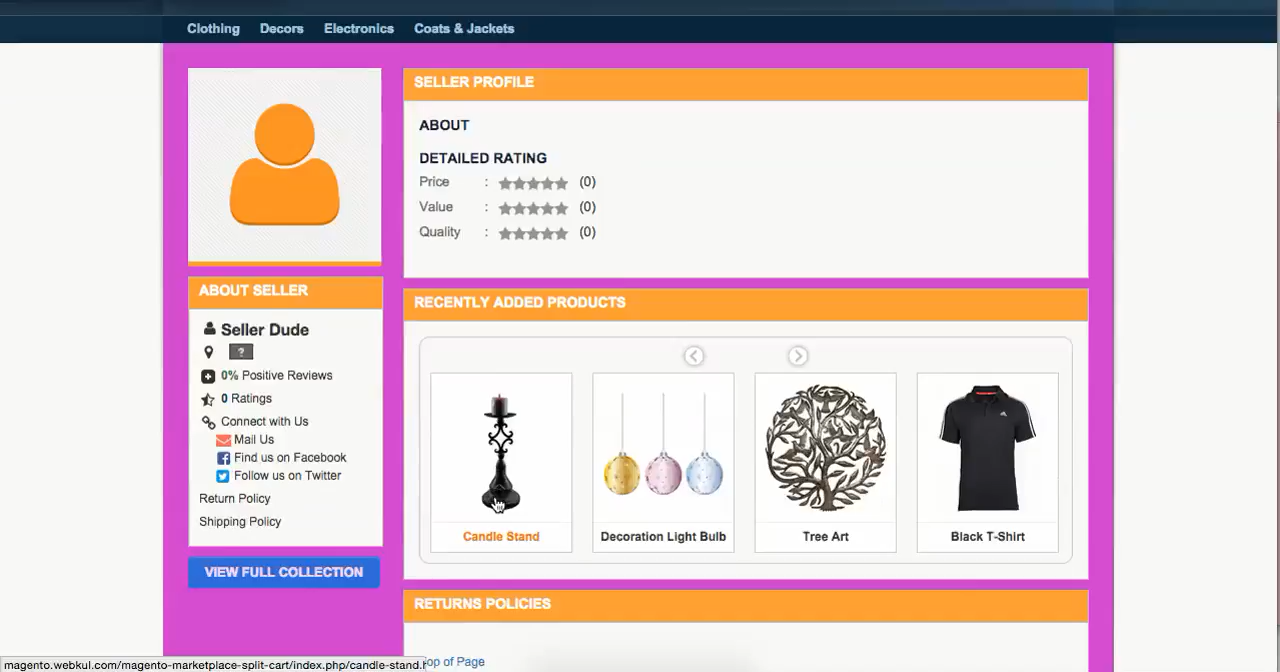 Clothing Decors Electronics Coats & Jackets
SELLER PROFILE
ABOUT
DETAILED RATING
Price : (0)
Value : (0)
Quality : (0)
ABOUT SELLER
Seller Dude
?
0% Positive Reviews
0 Ratings
Connect with Us
Mail Us
Find us on Facebook
Follow us on Twitter
Return Policy
Shipping Policy
VIEW FULL COLLECTION
RECENTLY ADDED PRODUCTS
Candle Stand
Decoration Light Bulb
Tree Art
Black T-Shirt
RETURNS POLICIES
op of Page
magento.webkul.com/magento-marketplace-split-cart/index.php/candle-stand.